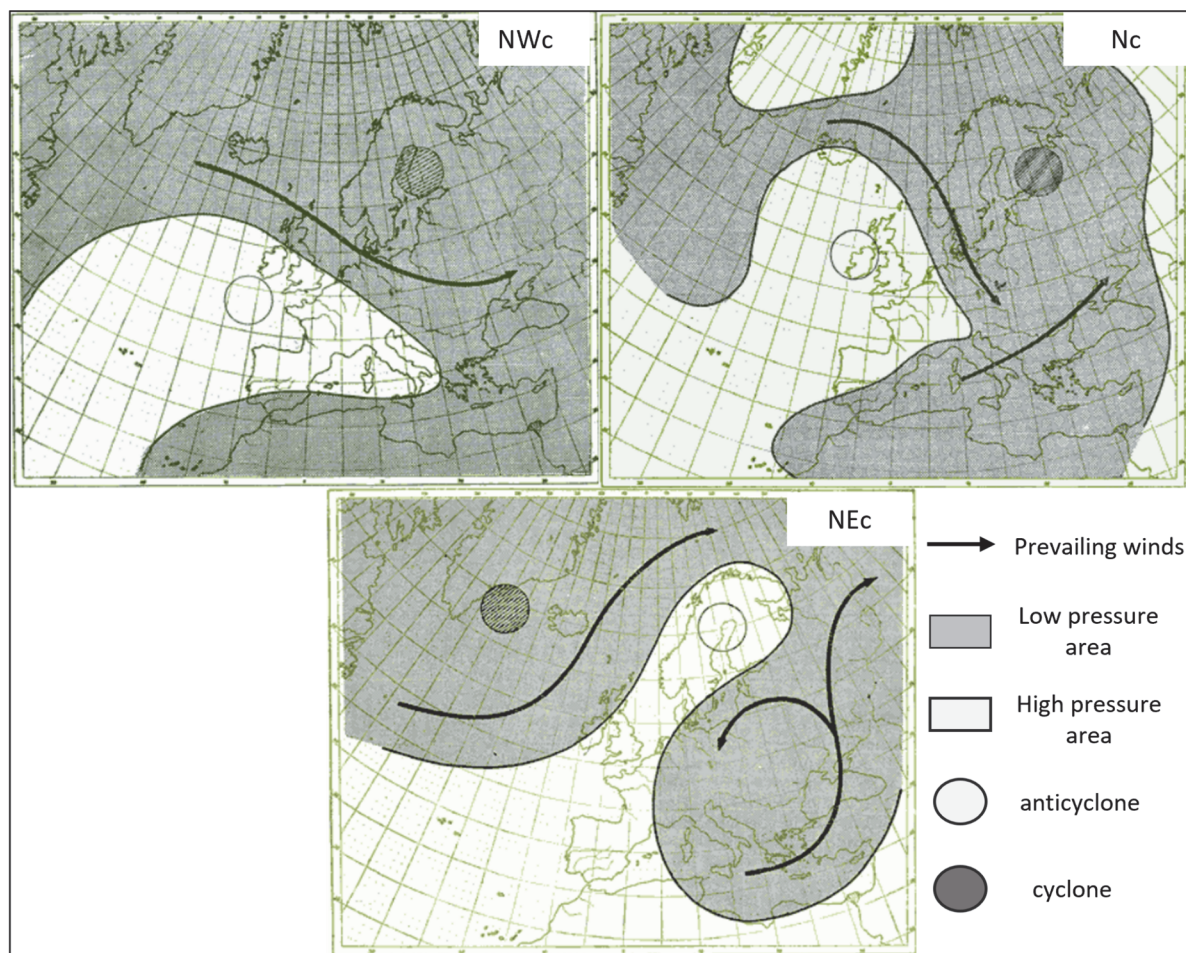 NWc
Nc
NEc
Prevailing winds
Low pressure
area
High pressure
area
anticyclone
cyclone